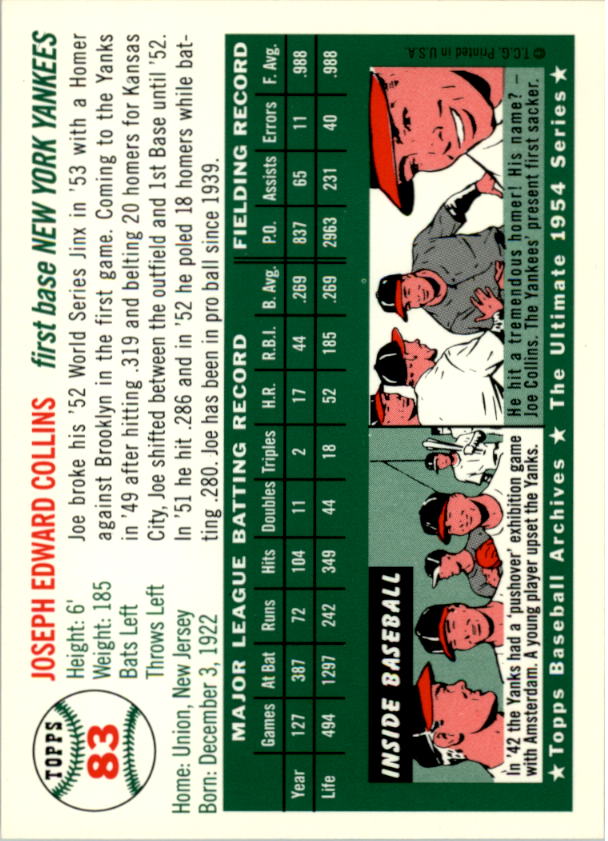 TOPPS
83
JOSEPH EDWARD COLLINS first base NEW YORK YANKEES
Height: 6'
Weight: 185
Bats Left
Throws Left
Home: Union, New Jersey
Born: December 3, 1922
Joe broke his '52 World Series Jinx in '53 with a Homer
against Brooklyn in the first game. Coming to the Yanks
in '49 after hitting .319 and belting 20 homers for Kansas
City, Joe shifted between the outfield and 1st Base until '52.
In '51 he hit .286 and in '52 he poled 18 homers while bat-
ting .280. Joe has been in pro ball since 1939.
MAJOR LEAGUE BATTING RECORD FIELDING RECORD
Games At Bat Runs Hits Doubles Triples H.R. R.B.I. B. Avg. P.O. Assists Errors F. Avg.
Year 127 387 72 104 11 2 17 44 .269 837 65 11 .988
Life 494 1297 242 349 44 18 52 185 .269 2963 231 40 .988
INSIDE BASEBALL
In '42 the Yanks had a 'pushover' exhibition game
with Amsterdam. A young player upset the Yanks.
He hit a tremendous homer! His name? –
Joe Collins. The Yankees' present first sacker.
© T.C.G. Printed in U.S.A.
★ Topps Baseball Archives ★ The Ultimate 1954 Series ★